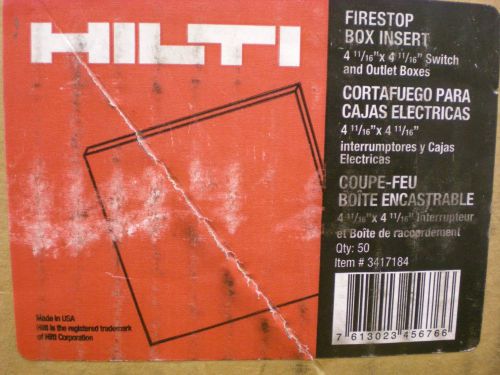 HILTI
FIRESTOP
BOX INSERT
4 11/16" x 4 11/16" Switch
and Outlet Boxes
CORTAFUEGO PARA
CAJAS ELECTRICAS
4 11/16" x 4 11/16"
interrumptores y Cajas
Electricas
COUPE-FEU
BOÎTE ENCASTRABLE
4 11/16" x 4 11/16" Interrupteur
et Boîte de raccordement
Qty: 50
Item # 3417184
7 613023 456766
Made in USA
Hilti is the registered trademark
of Hilti Corporation